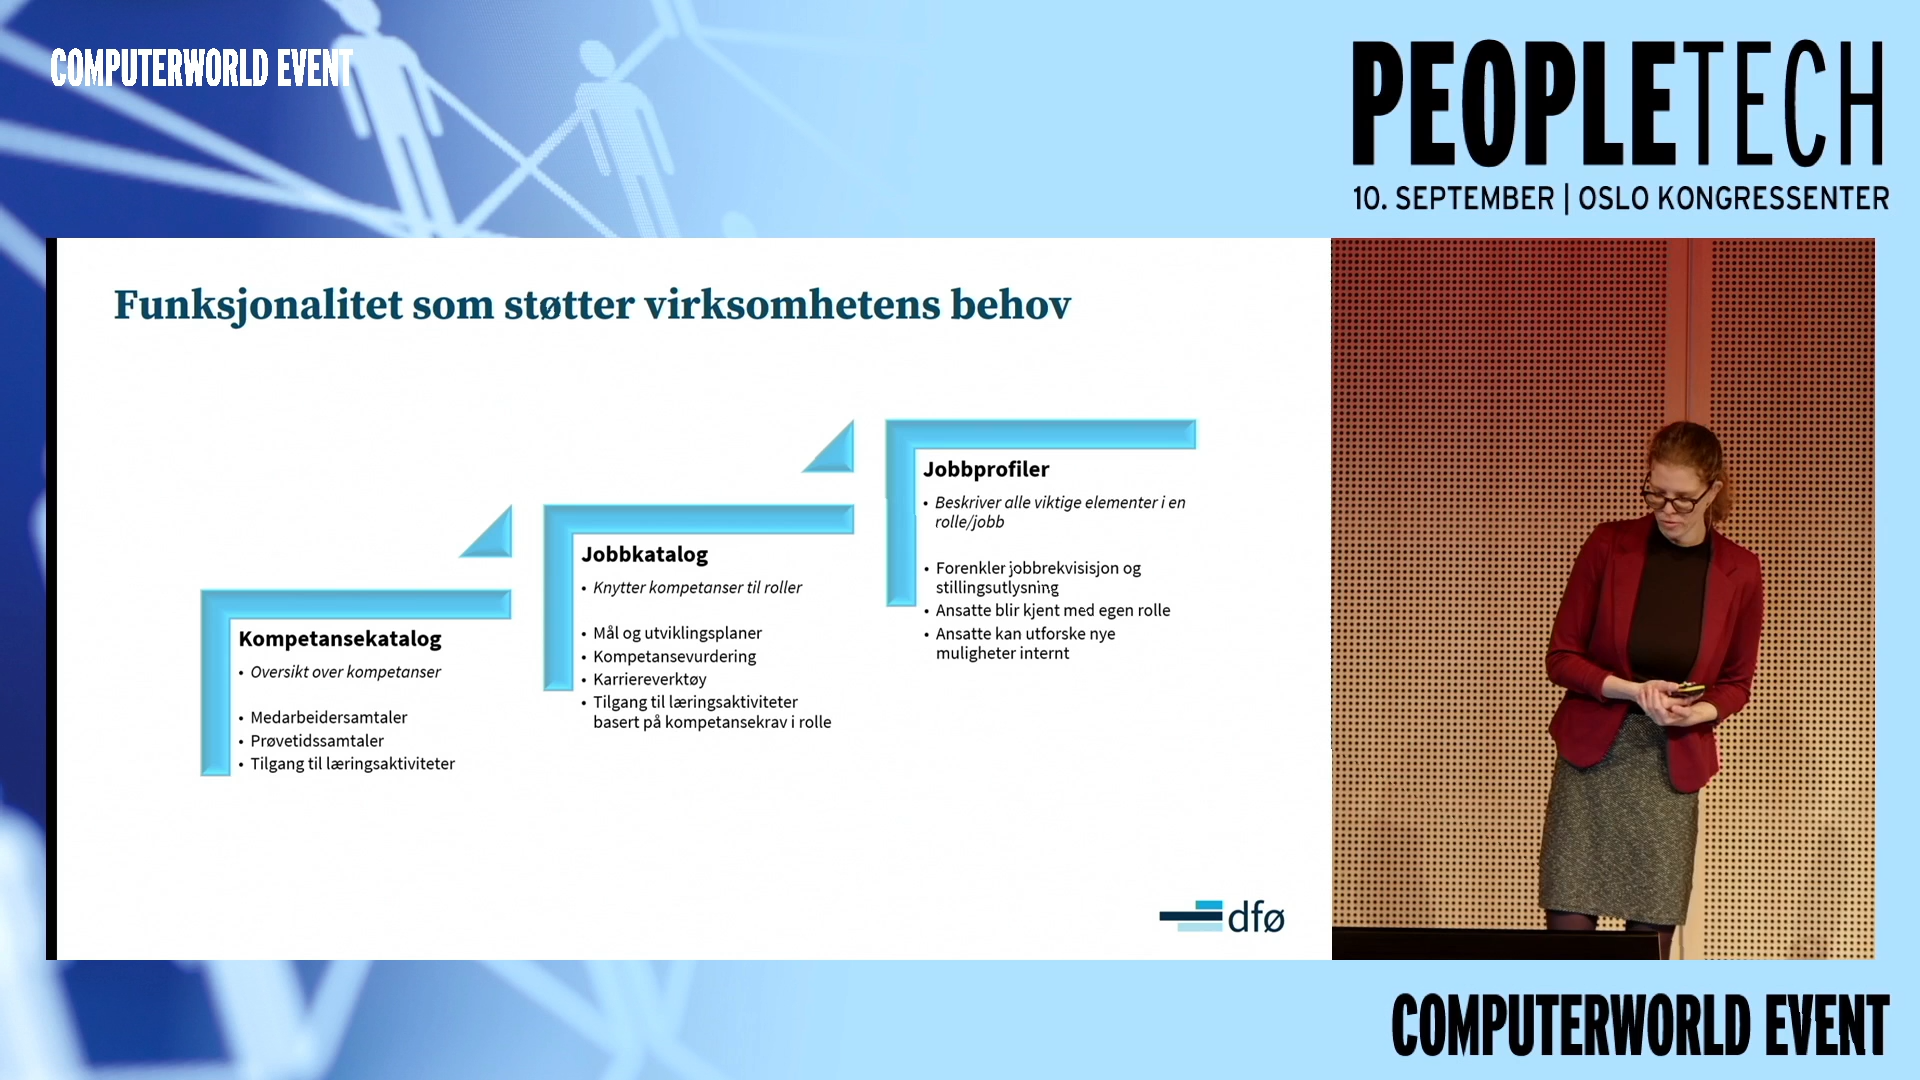 COMPUTERWORLD EVENT
PEOPLETECH
10. SEPTEMBER | OSLO KONGRESSENTER
Funksjonalitet som støtter virksomhetens behov
Kompetansekatalog
• Oversikt over kompetanser
• Medarbeidersamtaler
• Prøvetidssamtaler
• Tilgang til læringsaktiviteter
Jobbkatalog
• Knytter kompetanser til roller
• Mål og utviklingsplaner
• Kompetansevurdering
• Karriereverktøy
• Tilgang til læringsaktiviteter
basert på kompetansekrav i rolle
Jobbprofiler
• Beskriver alle viktige elementer i en
rolle/jobb
• Forenkler jobbrekvisisjon og
stillingsutlysning
• Ansatte blir kjent med egen rolle
• Ansatte kan utforske nye
muligheter internt
dfø
COMPUTERWORLD EVENT